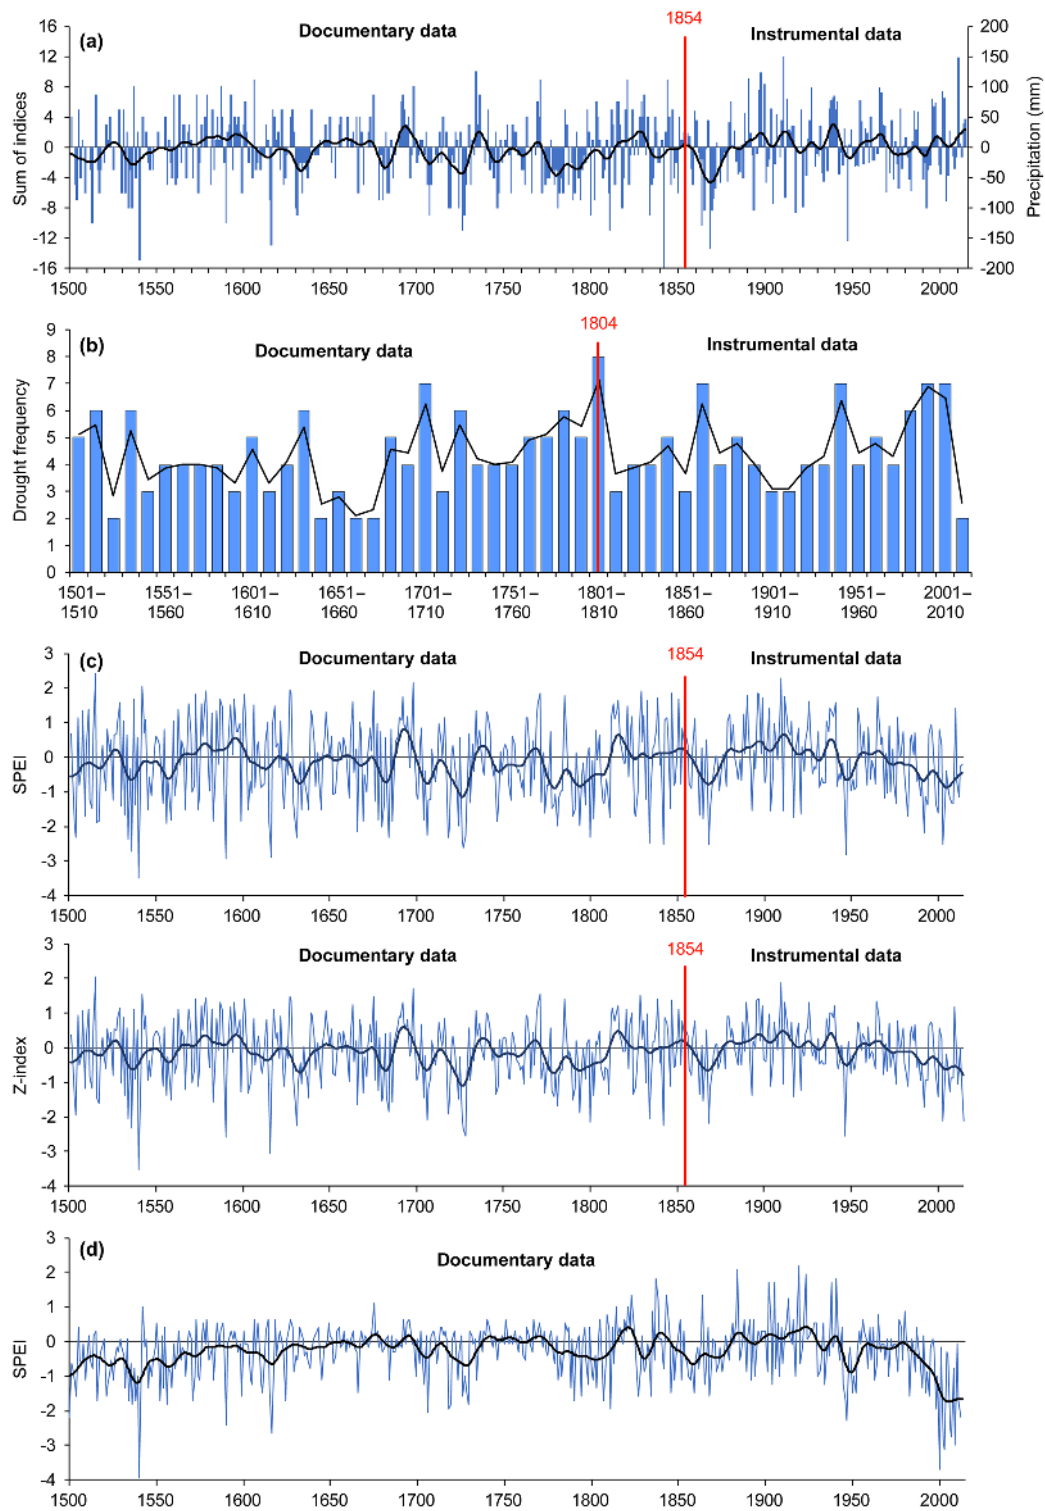 1854
16 (a) Documentary data Instrumental data 200
12 150
8 100
4 50
0 0
-4 -50
-8 -100
-12 -150
-16 -200
Sum of indices
Precipitation (mm)
1500 1550 1600 1650 1700 1750 1800 1850 1900 1950 2000
1804
9 (b) Documentary data Instrumental data
8
7
6
5
4
3
2
1
0
Drought frequency
1501– 1551– 1601– 1651– 1701– 1751– 1801– 1851– 1901– 1951– 2001–
1510 1560 1610 1660 1710 1760 1810 1860 1910 1960 2010
1854
3 (c) Documentary data Instrumental data
2
1
0
-1
-2
-3
-4
SPEI
1500 1550 1600 1650 1700 1750 1800 1850 1900 1950 2000
1854
3 Documentary data Instrumental data
2
1
0
-1
-2
-3
-4
Z-index
1500 1550 1600 1650 1700 1750 1800 1850 1900 1950 2000
3 (d) Documentary data
2
1
0
-1
-2
-3
-4
SPEI
1500 1550 1600 1650 1700 1750 1800 1850 1900 1950 2000